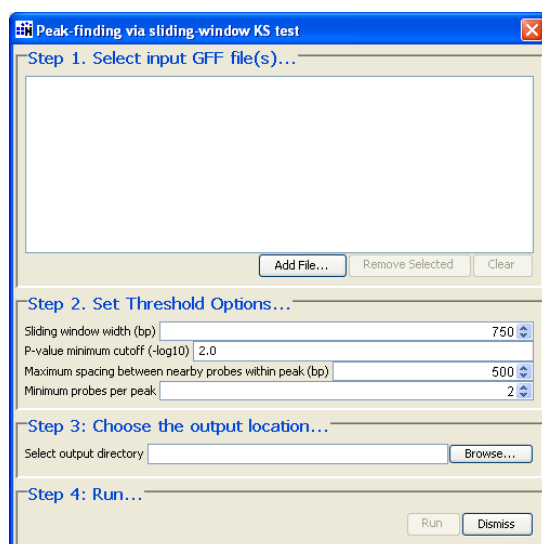 Peak-finding via sliding-window KS test
Step 1. Select input GFF file(s)...
Add File... Remove Selected Clear
Step 2. Set Threshold Options...
Sliding window width (bp) 750
P-value minimum cutoff (-log10) 2.0
Maximum spacing between nearby probes within peak (bp) 500
Minimum probes per peak 2
Step 3: Choose the output location...
Select output directory Browse...
Step 4: Run...
Run Dismiss